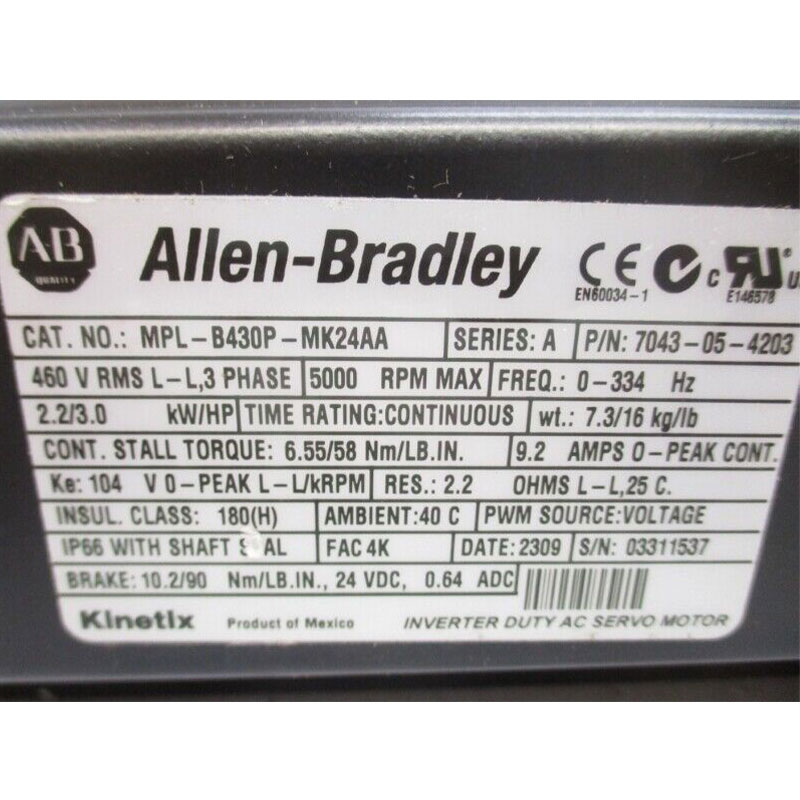 A-B
QUALITY
Allen-Bradley
CE
EN60034-1
c RU us
E146578
CAT. NO.: MPL-B430P-MK24AA SERIES: A P/N: 7043-05-4203
460 V RMS L-L,3 PHASE 5000 RPM MAX FREQ.: 0-334 Hz
2.2/3.0 kW/HP TIME RATING:CONTINUOUS wt.: 7.3/16 kg/lb
CONT. STALL TORQUE: 6.55/58 Nm/LB.IN. 9.2 AMPS 0-PEAK CONT.
Ke: 104 V 0-PEAK L-L/kRPM RES.: 2.2 OHMS L-L,25 C.
INSUL. CLASS: 180(H) AMBIENT:40 C PWM SOURCE:VOLTAGE
IP66 WITH SHAFT FAC 4K DATE: 2309 S/N: 03311537
BRAKE: 10.2/90 Nm/LB.IN., 24 VDC, 0.64 ADC
Kinetix Product of Mexico INVERTER DUTY AC SERVO MOTOR